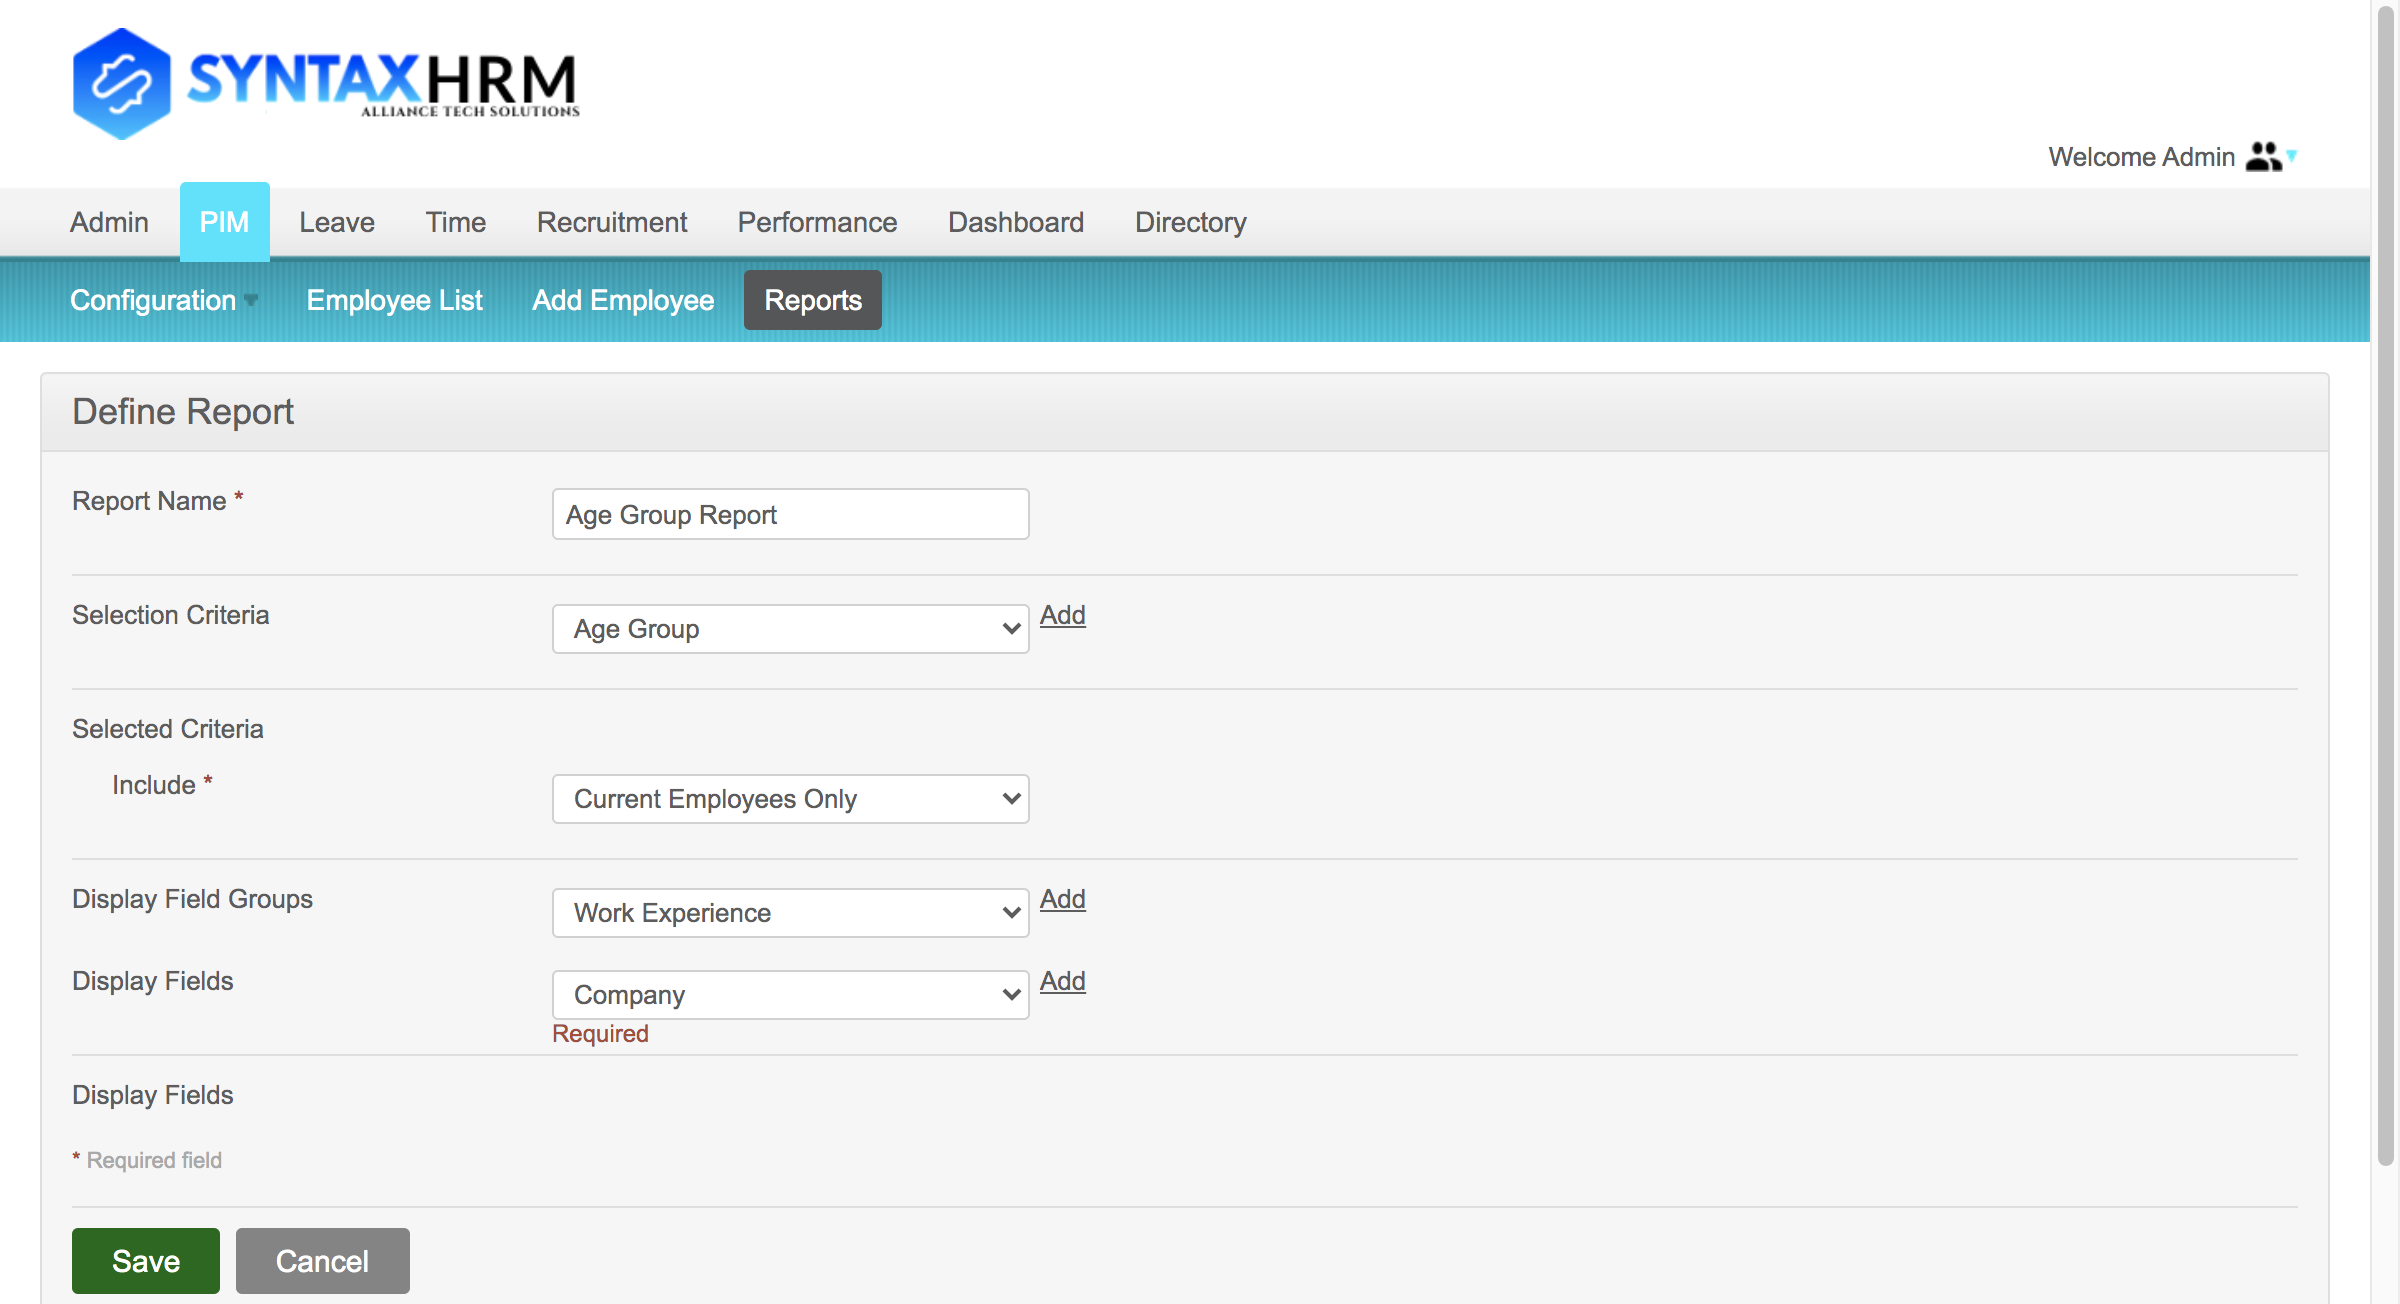 SYNTAXHRM
ALLIANCE TECH SOLUTIONS
Welcome Admin
Admin PIM Leave Time Recruitment Performance Dashboard Directory
Configuration Employee List Add Employee Reports
Define Report
Report Name * Age Group Report
Selection Criteria Age Group Add
Selected Criteria
Include * Current Employees Only
Display Field Groups Work Experience Add
Display Fields Company Add
Required
Display Fields
* Required field
Save Cancel